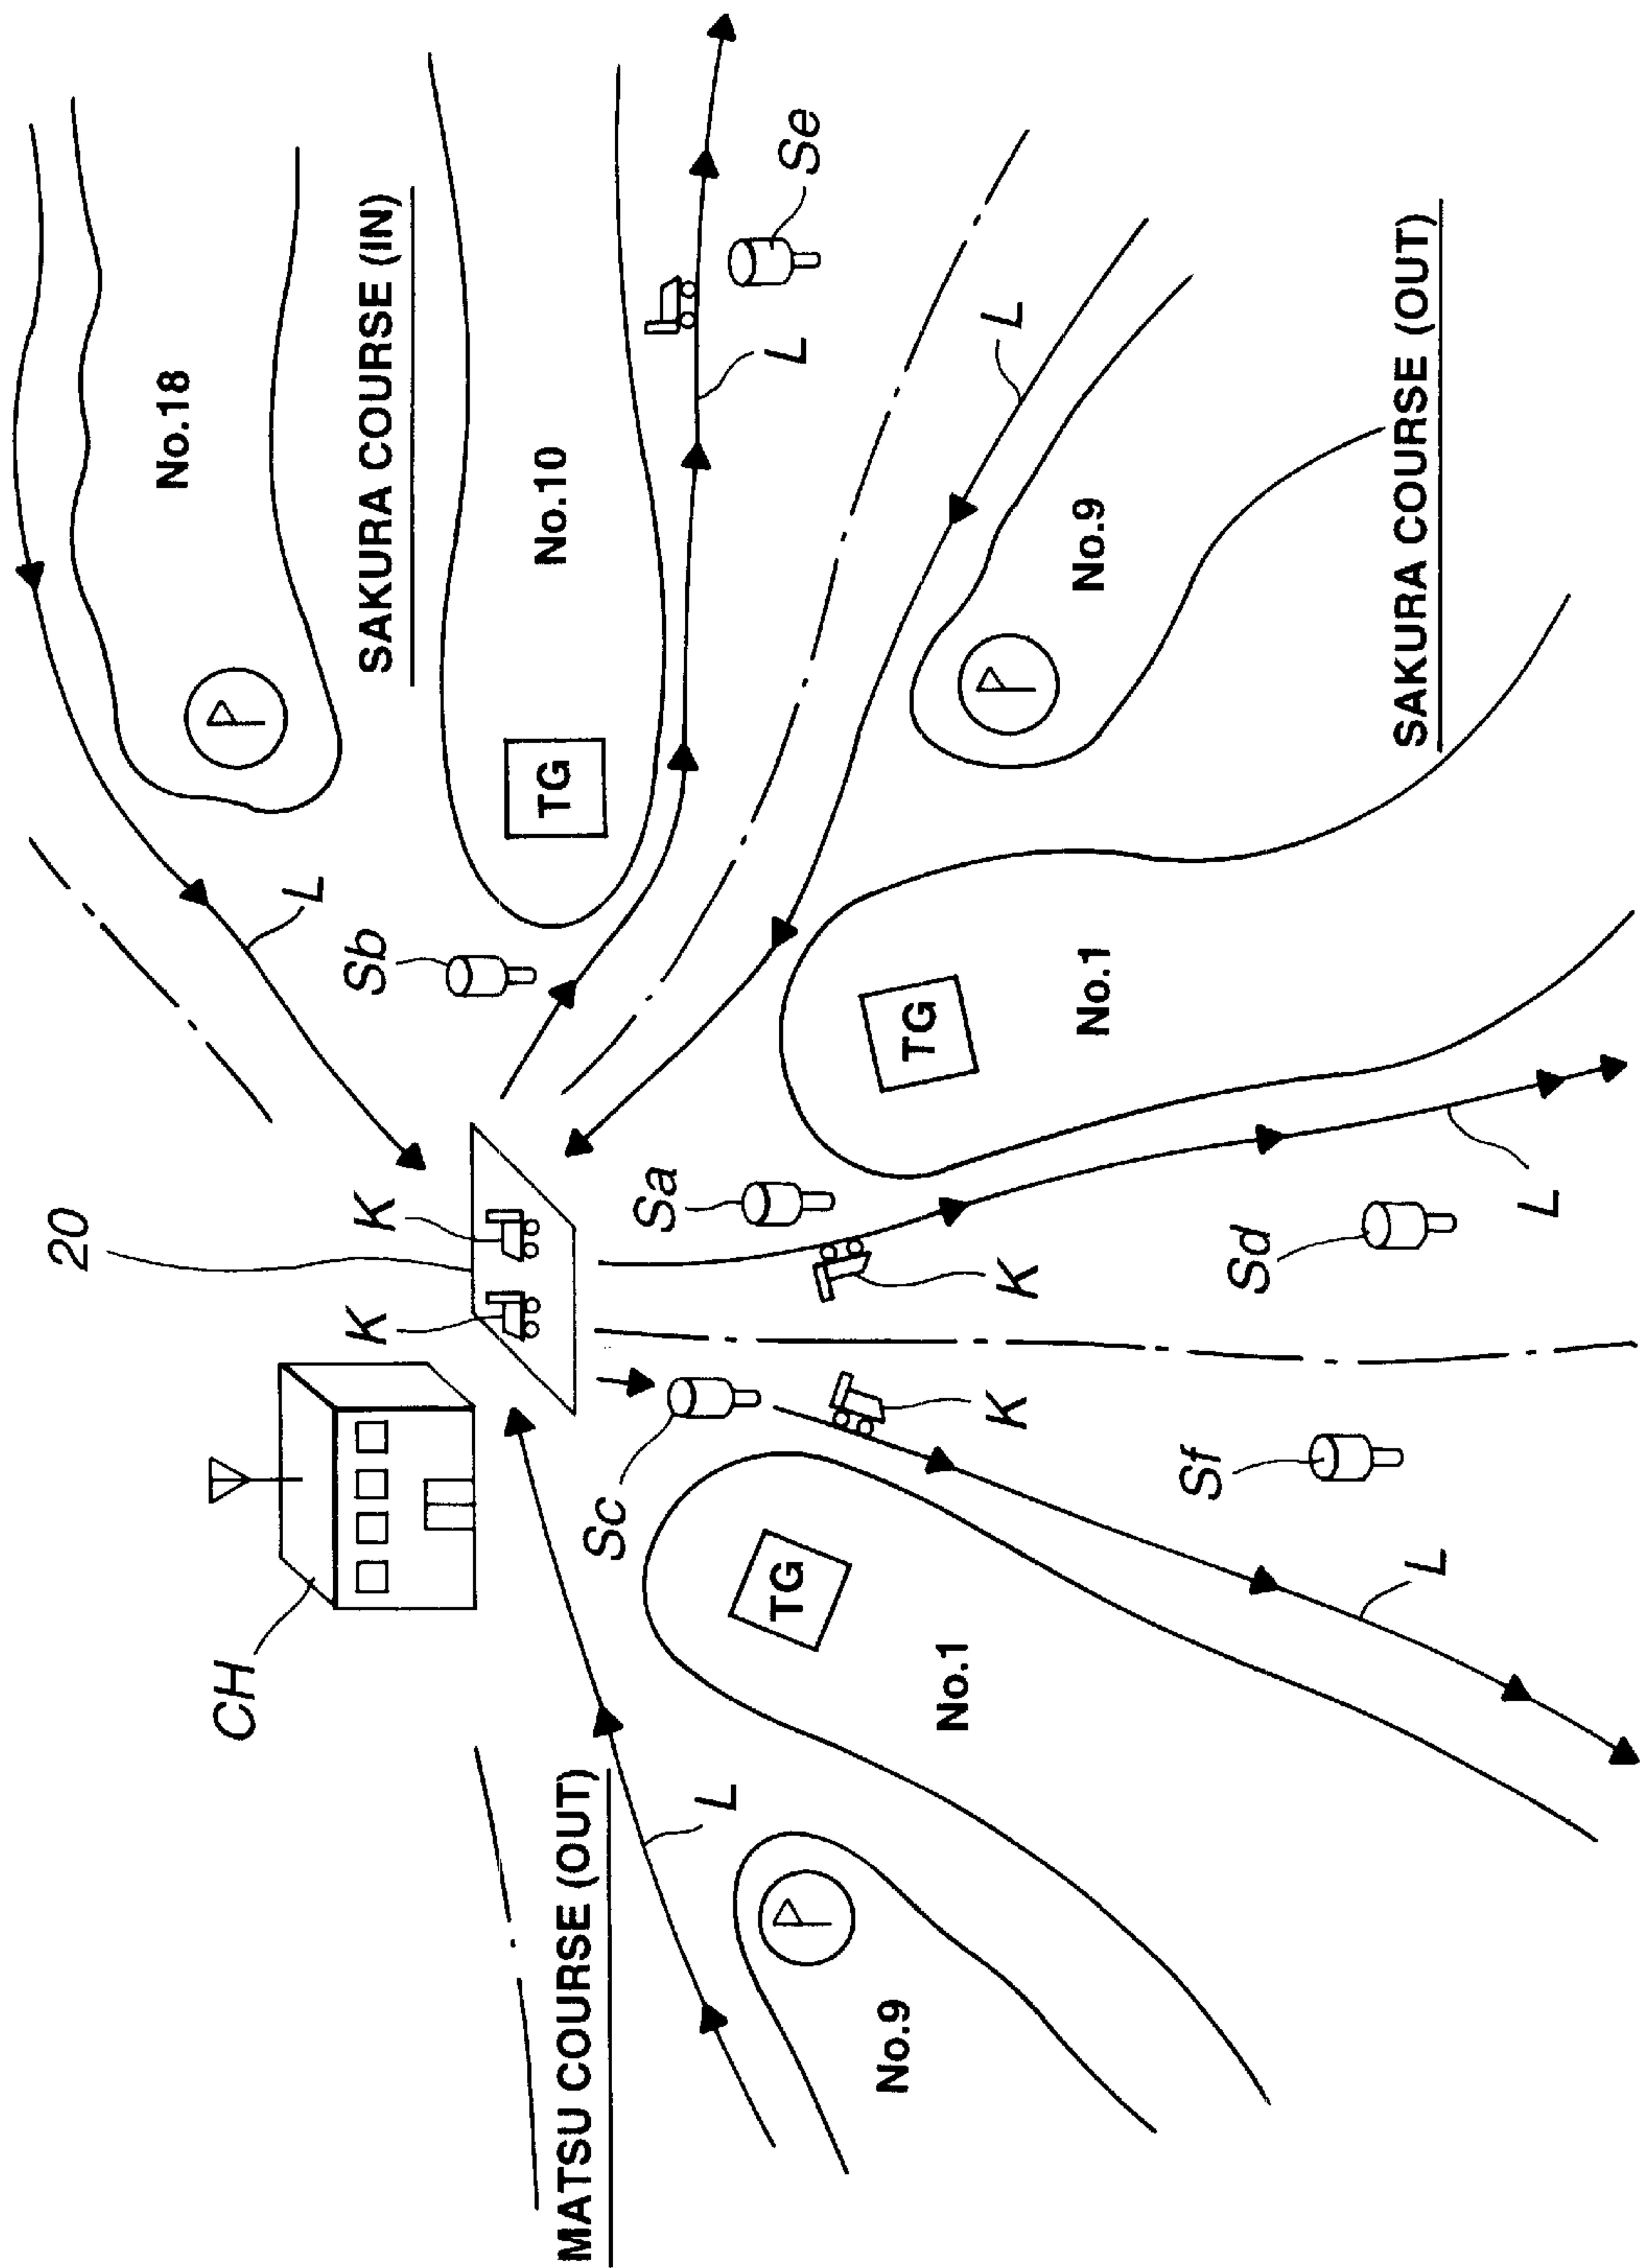 CH
20
K
K
L
No.18
SAKURA COURSE (IN)
Sb
No.10
TG
Se
L
MATSU COURSE (OUT)
L
Sc
Sa
TG
No.1
No.9
K
K
TG
No.1
L
No.9
Sf
Sd
L
L
SAKURA COURSE (OUT)